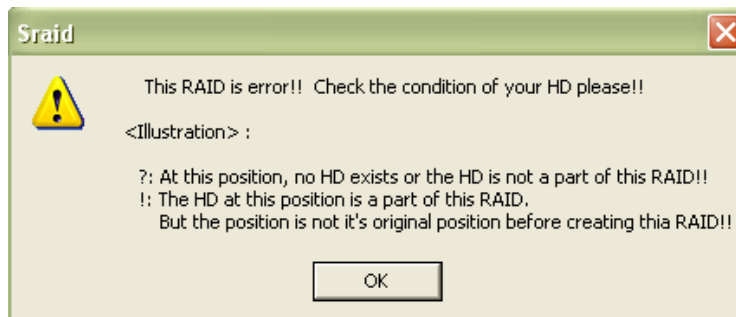 Sraid
This RAID is error!! Check the condition of your HD please!!
<Illustration> :
?: At this position, no HD exists or the HD is not a part of this RAID!!
!: The HD at this position is a part of this RAID.
But the position is not it's original position before creating thia RAID!!
OK